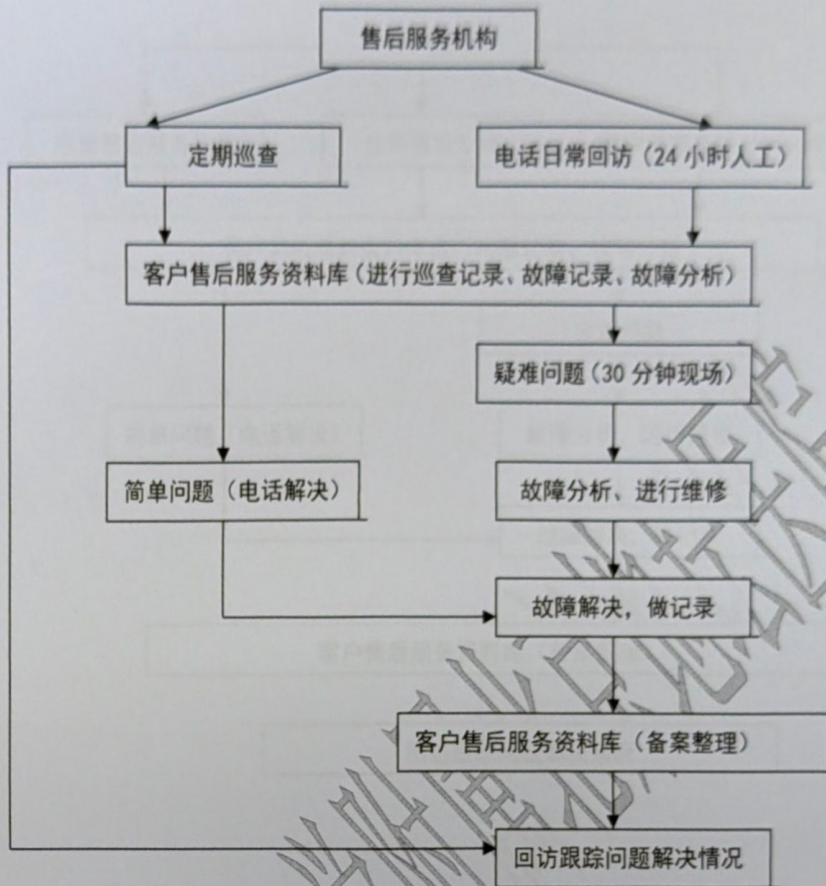 售后服务机构
定期巡查
电话日常回访（24 小时人工）
客户售后服务资料库（进行巡查记录、故障记录、故障分析）
疑难问题（30 分钟现场）
简单问题（电话解决）
故障分析、进行维修
故障解决，做记录
客户售后服务资料库（备案整理）
回访跟踪问题解决情况